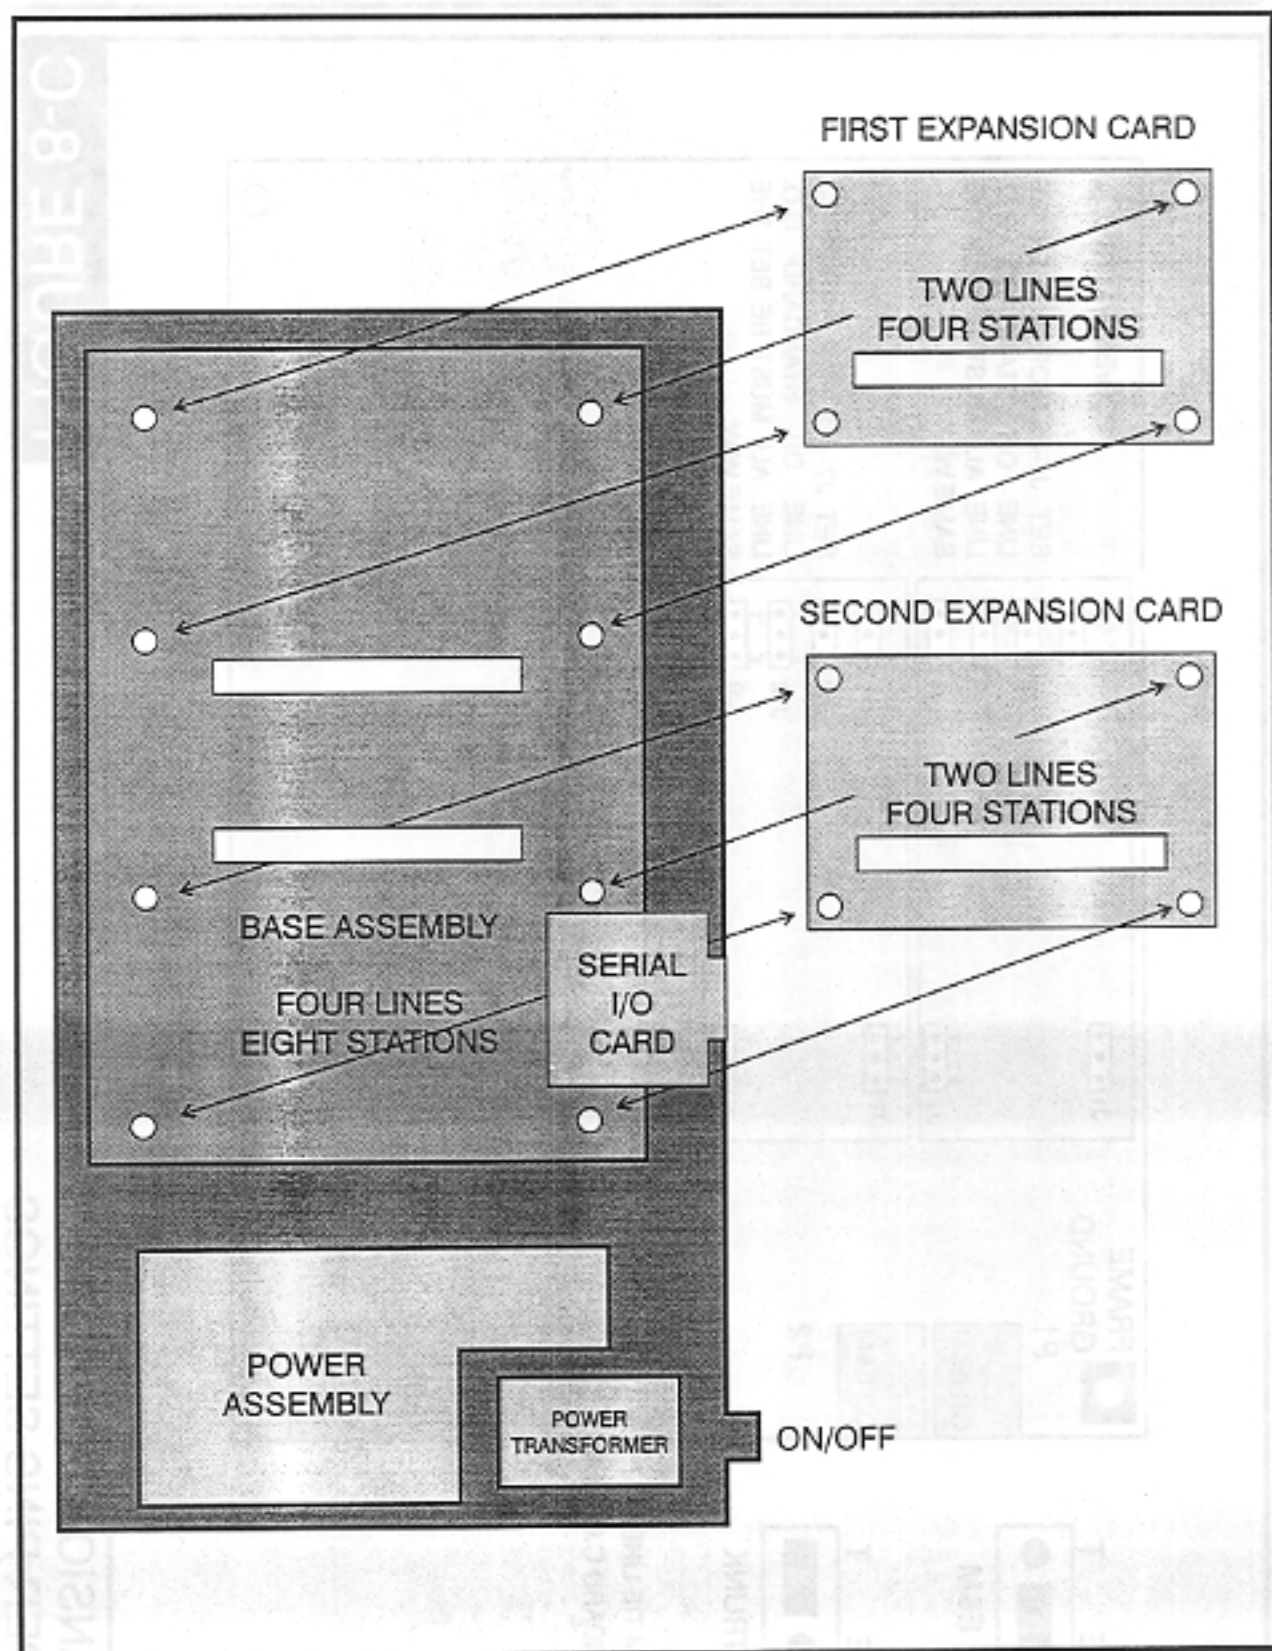 FIRST EXPANSION CARD
TWO LINES
FOUR STATIONS
SECOND EXPANSION CARD
TWO LINES
FOUR STATIONS
BASE ASSEMBLY
FOUR LINES
EIGHT STATIONS
SERIAL
I/O
CARD
POWER
ASSEMBLY
POWER
TRANSFORMER
ON/OFF